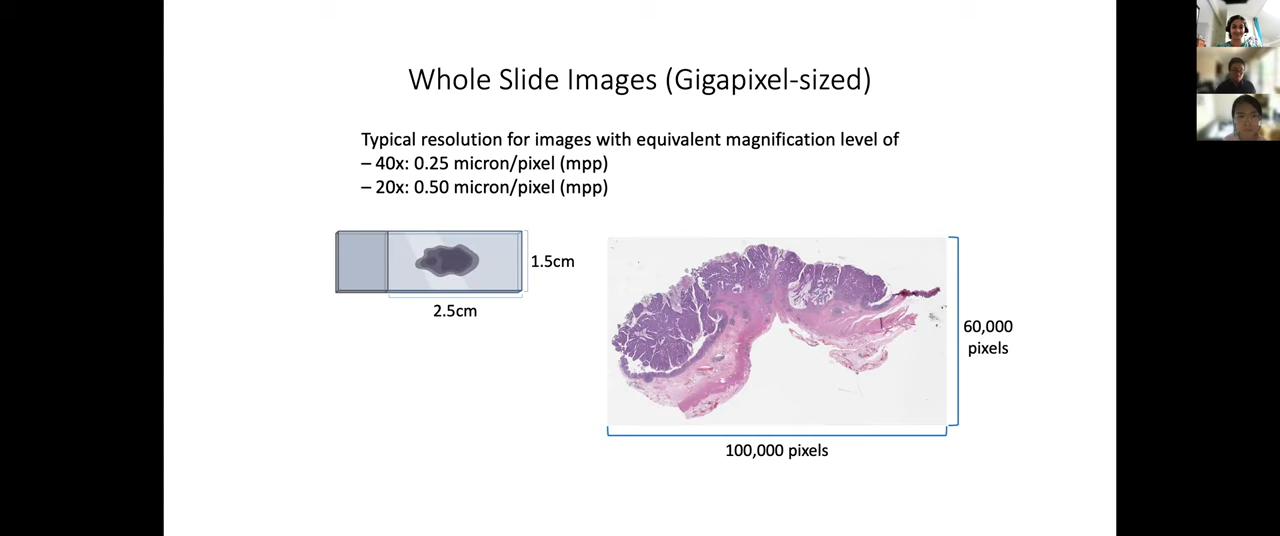 Whole Slide Images (Gigapixel-sized)
Typical resolution for images with equivalent magnification level of
– 40x: 0.25 micron/pixel (mpp)
– 20x: 0.50 micron/pixel (mpp)
1.5cm
2.5cm
60,000
pixels
100,000 pixels